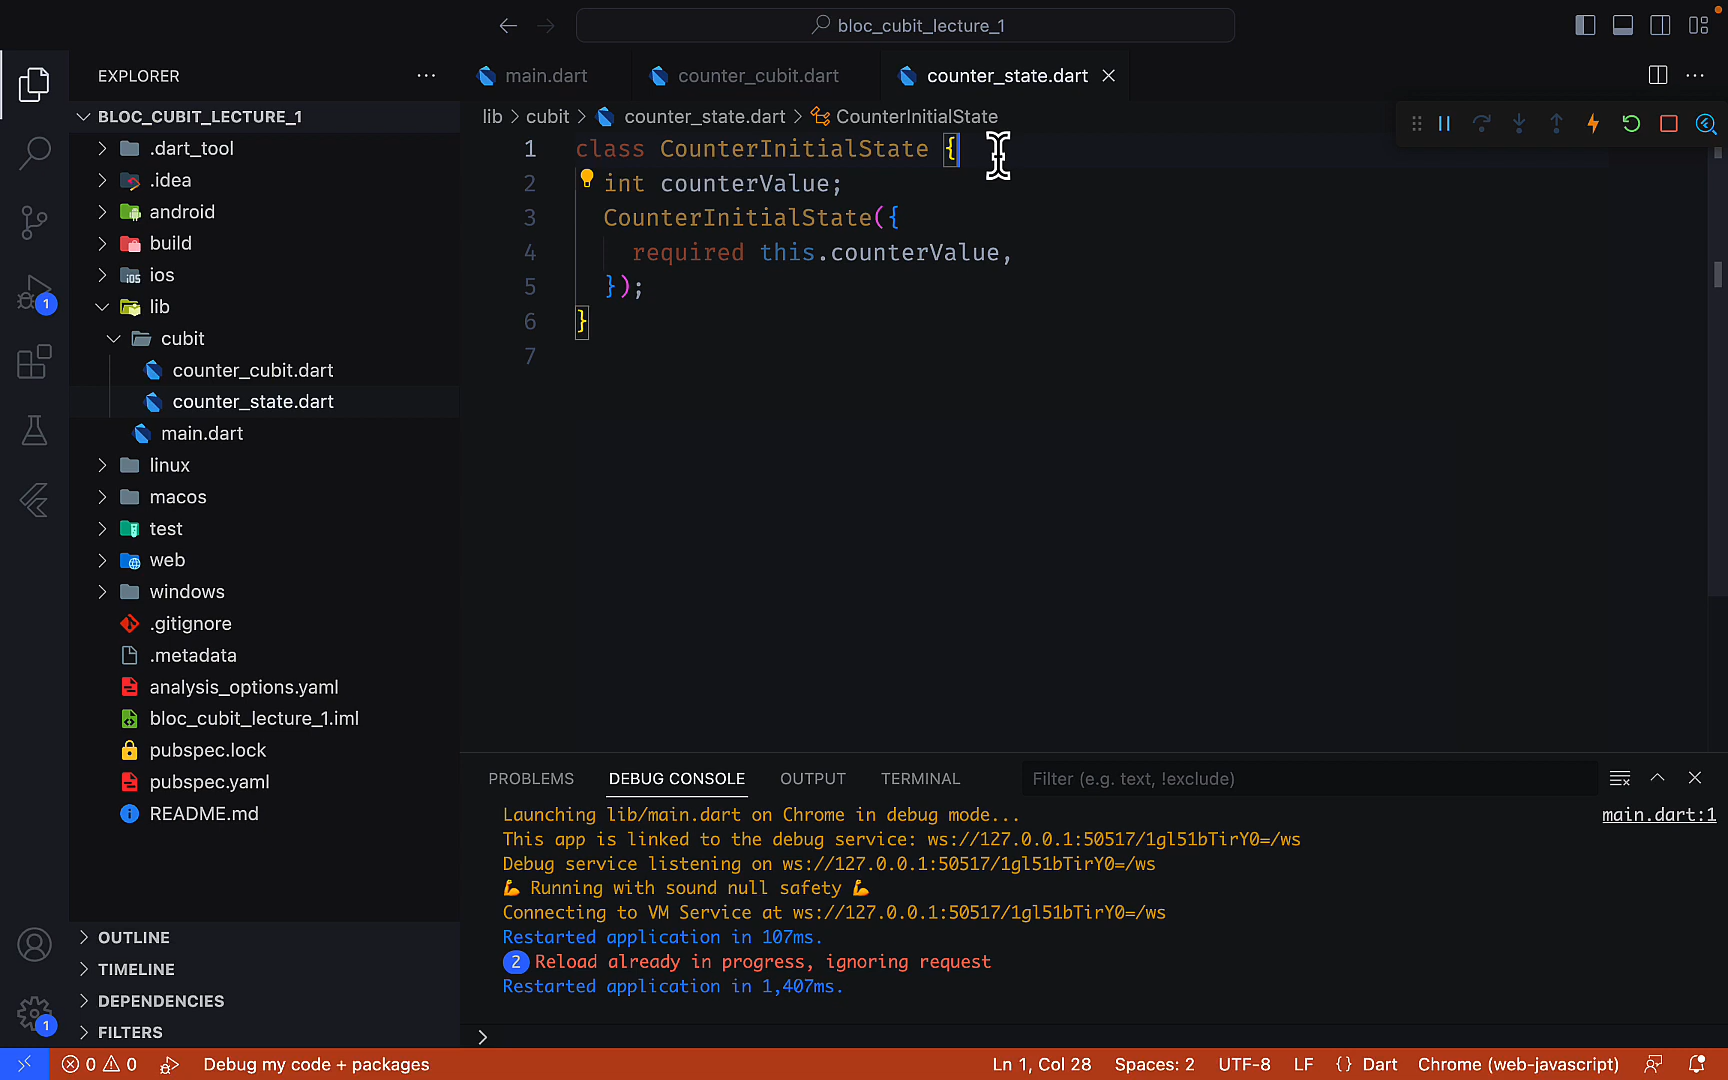 bloc_cubit_lecture_1
EXPLORER
main.dart
counter_cubit.dart
counter_state.dart
BLOC_CUBIT_LECTURE_1
.dart_tool
.idea
android
build
ios
lib
cubit
counter_cubit.dart
counter_state.dart
main.dart
linux
macos
test
web
windows
.gitignore
.metadata
analysis_options.yaml
bloc_cubit_lecture_1.iml
pubspec.lock
pubspec.yaml
README.md
OUTLINE
TIMELINE
DEPENDENCIES
FILTERS
1
1
lib > cubit > counter_state.dart > CounterInitialState
1 class CounterInitialState {
2 int counterValue;
3 CounterInitialState({
4 required this.counterValue,
5 });
6 }
7
PROBLEMS DEBUG CONSOLE OUTPUT TERMINAL Filter (e.g. text, !exclude)
Launching lib/main.dart on Chrome in debug mode... main.dart:1
This app is linked to the debug service: ws://127.0.0.1:50517/1gl51bTirY0=/ws
Debug service listening on ws://127.0.0.1:50517/1gl51bTirY0=/ws
💪 Running with sound null safety 💪
Connecting to VM Service at ws://127.0.0.1:50517/1gl51bTirY0=/ws
Restarted application in 107ms.
2 Reload already in progress, ignoring request
Restarted application in 1,407ms.
>
0 0 Debug my code + packages Ln 1, Col 28 Spaces: 2 UTF-8 LF {} Dart Chrome (web-javascript)